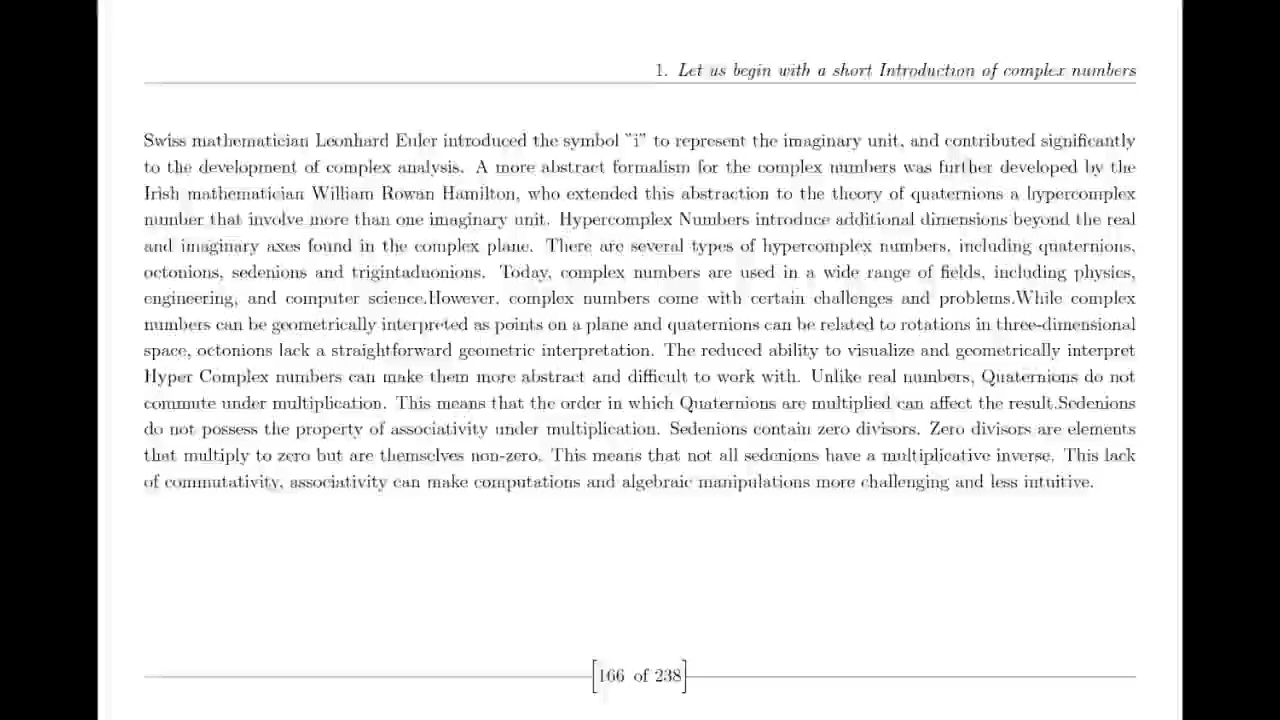 1. Let us begin with a short Introduction of complex numbers
Swiss mathematician Leonhard Euler introduced the symbol "i" to represent the imaginary unit, and contributed significantly
to the development of complex analysis. A more abstract formalism for the complex numbers was further developed by the
Irish mathematician William Rowan Hamilton, who extended this abstraction to the theory of quaternions a hypercomplex
number that involve more than one imaginary unit. Hypercomplex Numbers introduce additional dimensions beyond the real
and imaginary axes found in the complex plane. There are several types of hypercomplex numbers, including quaternions,
octonions, sedenions and trigintaduonions. Today, complex numbers are used in a wide range of fields, including physics,
engineering, and computer science.However, complex numbers come with certain challenges and problems.While complex
numbers can be geometrically interpreted as points on a plane and quaternions can be related to rotations in three-dimensional
space, octonions lack a straightforward geometric interpretation. The reduced ability to visualize and geometrically interpret
Hyper Complex numbers can make them more abstract and difficult to work with. Unlike real numbers, Quaternions do not
commute under multiplication. This means that the order in which Quaternions are multiplied can affect the result.Sedenions
do not possess the property of associativity under multiplication. Sedenions contain zero divisors. Zero divisors are elements
that multiply to zero but are themselves non-zero. This means that not all sedenions have a multiplicative inverse. This lack
of commutativity, associativity can make computations and algebraic manipulations more challenging and less intuitive.
[166 of 238]